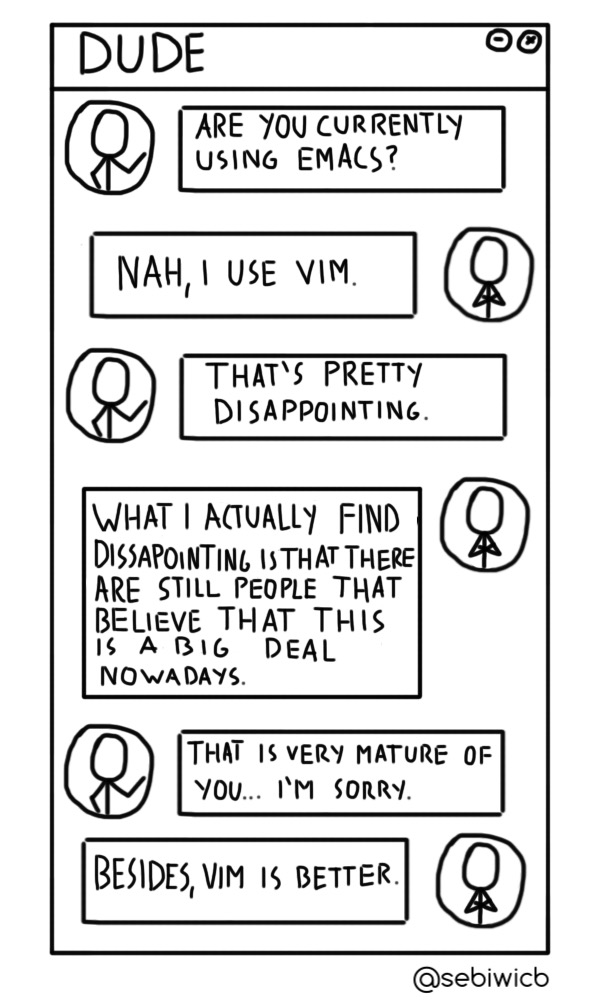 DUDE
ARE YOU CURRENTLY
USING EMACS?
NAH, I USE VIM.
THAT'S PRETTY
DISAPPOINTING.
WHAT I ACTUALLY FIND
DISSAPOINTING IS THAT THERE
ARE STILL PEOPLE THAT
BELIEVE THAT THIS
IS A BIG DEAL
NOWADAYS.
THAT IS VERY MATURE OF
YOU... I'M SORRY.
BESIDES, VIM IS BETTER.
@sebiwicb